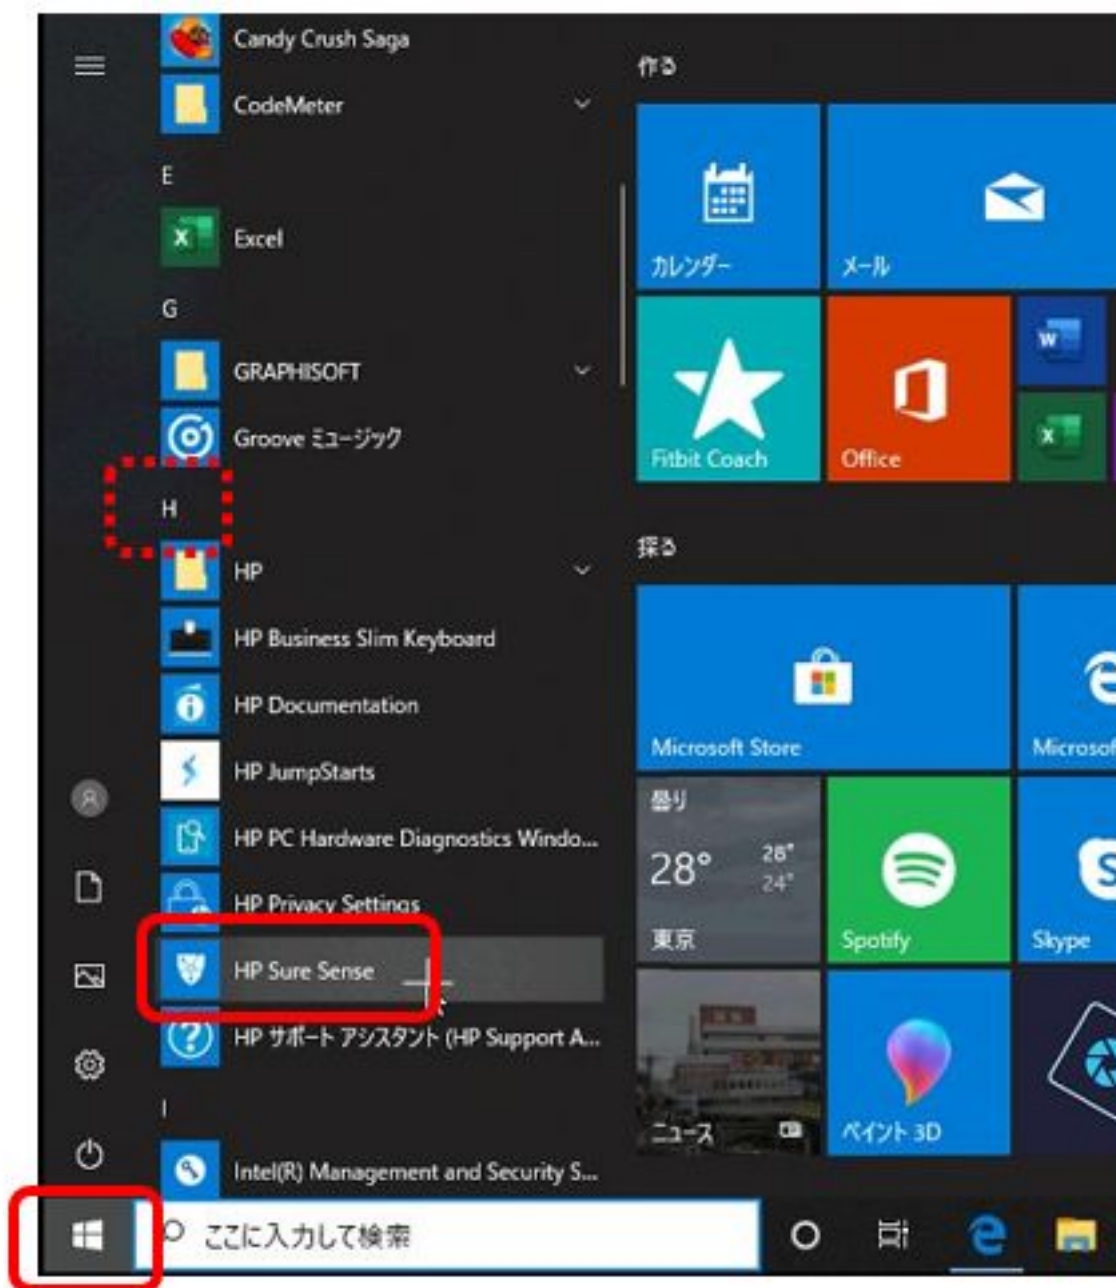 Candy Crush Saga
CodeMeter
E
Excel
G
GRAPHISOFT
Groove ミュージック
H
HP
HP Business Slim Keyboard
HP Documentation
HP JumpStarts
HP PC Hardware Diagnostics Windo...
HP Privacy Settings
HP Sure Sense
HP サポート アシスタント (HP Support A...
I
Intel(R) Management and Security S...
ここに入力して検索
作る
カレンダー
メール
Fitbit Coach
Office
探る
Microsoft Store
Microsof
曇り
28°
28°
24°
東京
Spotify
Skype
ニュース
ペイント 3D